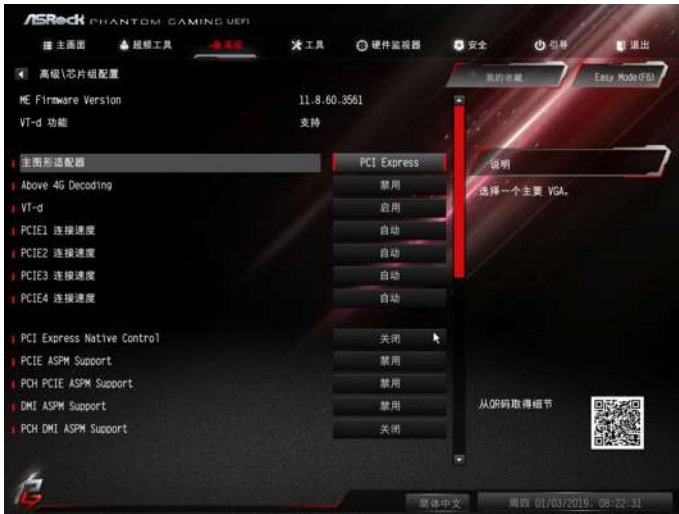 ASRock PHANTOM GAMING UEFI
主画面 超频工具 高级 工具 硬件监视器 安全 引导 退出
高级\芯片组配置 我的收藏 Easy Mode(F6)
ME Firmware Version 11.8.60.3561
VT-d 功能 支持
主图形适配器 PCI Express 说明
Above 4G Decoding 禁用 选择一个主要 VGA。
VT-d 启用
PCIE1 连接速度 自动
PCIE2 连接速度 自动
PCIE3 连接速度 自动
PCIE4 连接速度 自动
PCI Express Native Control 关闭
PCIE ASPM Support 禁用
PCH PCIE ASPM Support 禁用
DMI ASPM Support 禁用 从QR码取得细节
PCH DMI ASPM Support 关闭
简体中文 周四 01/03/2019, 08:22:31